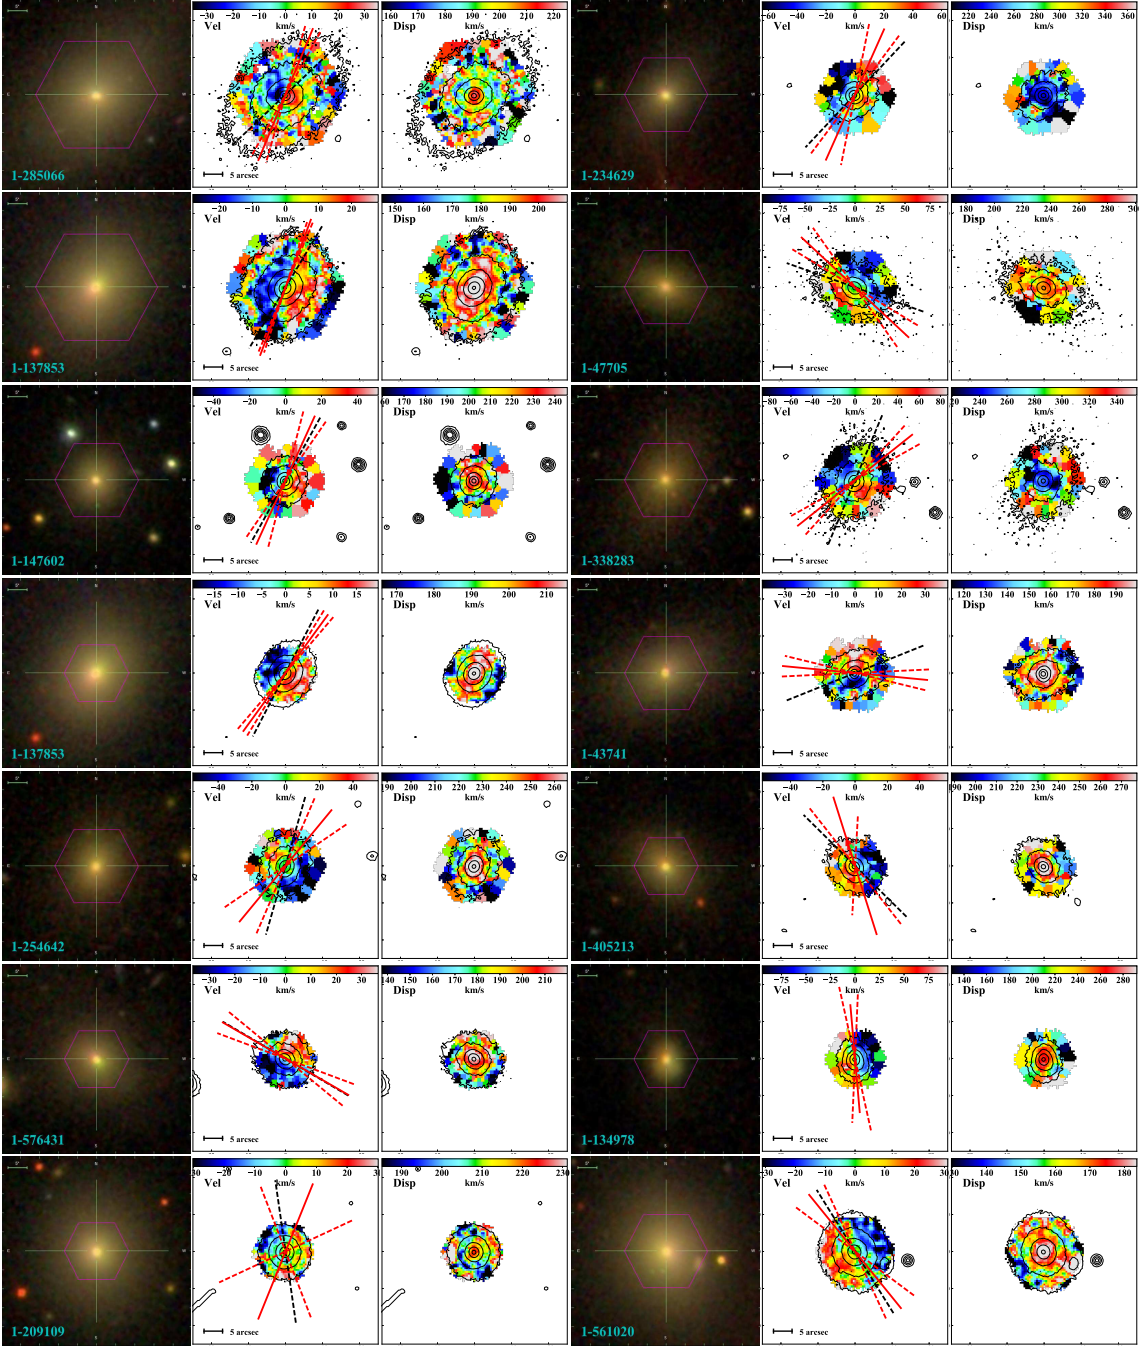 −30 −20 −10 0 10 20 30
Vel km/s
5 arcsec
160 170 180 190 200 210 220
Disp km/s
1-285066
−60 −40 −20 0 20 40 60
Vel km/s
5 arcsec
220 240 260 280 300 320 340 360
Disp km/s
1-234629
−20 −10 0 10 20
Vel km/s
5 arcsec
150 160 170 180 190 200
Disp km/s
1-137853
−75 −50 −25 0 25 50 75
Vel km/s
5 arcsec
180 200 220 240 260 280 300
Disp km/s
1-47705
−40 −20 0 20 40
Vel km/s
5 arcsec
170 180 190 200 210 220 230 240
Disp km/s
1-147602
−80 −60 −40 −20 0 20 40 60 80
Vel km/s
5 arcsec
260 280 300 320 340
Disp km/s
1-338283
−15 −10 −5 0 5 10 15
Vel km/s
5 arcsec
170 180 190 200 210
Disp km/s
1-137853
−30 −20 −10 0 10 20 30
Vel km/s
5 arcsec
120 130 140 150 160 170 180 190
Disp km/s
1-43741
−40 −20 0 20 40
Vel km/s
5 arcsec
190 200 210 220 230 240 250 260
Disp km/s
1-254642
−40 −20 0 20 40
Vel km/s
5 arcsec
190 200 210 220 230 240 250 260 270
Disp km/s
1-405213
−30 −20 −10 0 10 20 30
Vel km/s
5 arcsec
140 150 160 170 180 190 200 210
Disp km/s
1-576431
−75 −50 −25 0 25 50 75
Vel km/s
5 arcsec
140 160 180 200 220 240 260 280
Disp km/s
1-134978
−20 −10 0 10 20
Vel km/s
5 arcsec
190 200 210 220 230
Disp km/s
1-209109
−20 −10 0 10 20
Vel km/s
5 arcsec
140 150 160 170 180
Disp km/s
1-561020